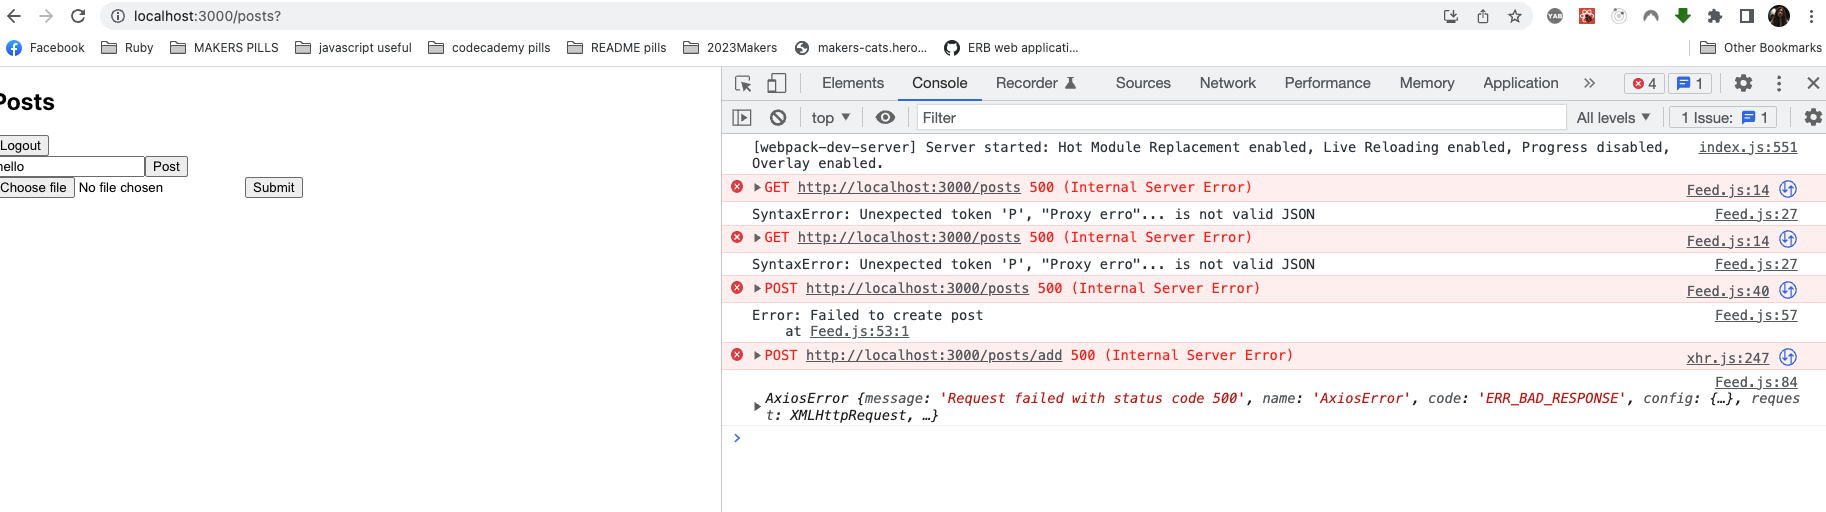 localhost:3000/posts?
YAB
Facebook Ruby MAKERS PILLS javascript useful codecademy pills README pills 2023Makers makers-cats.hero... ERB web applicati... Other Bookmarks
Posts
Logout
hello Post
Choose file No file chosen Submit
Elements Console Recorder Sources Network Performance Memory Application » 4 1
top Filter All levels 1 Issue: 1
[webpack-dev-server] Server started: Hot Module Replacement enabled, Live Reloading enabled, Progress disabled, index.js:551
Overlay enabled.
GET http://localhost:3000/posts 500 (Internal Server Error) Feed.js:14
SyntaxError: Unexpected token 'P', "Proxy erro"... is not valid JSON Feed.js:27
GET http://localhost:3000/posts 500 (Internal Server Error) Feed.js:14
SyntaxError: Unexpected token 'P', "Proxy erro"... is not valid JSON Feed.js:27
POST http://localhost:3000/posts 500 (Internal Server Error) Feed.js:40
Error: Failed to create post Feed.js:57
at Feed.js:53:1
POST http://localhost:3000/posts/add 500 (Internal Server Error) xhr.js:247
Feed.js:84
AxiosError {message: 'Request failed with status code 500', name: 'AxiosError', code: 'ERR_BAD_RESPONSE', config: {…}, reques
t: XMLHttpRequest, …}